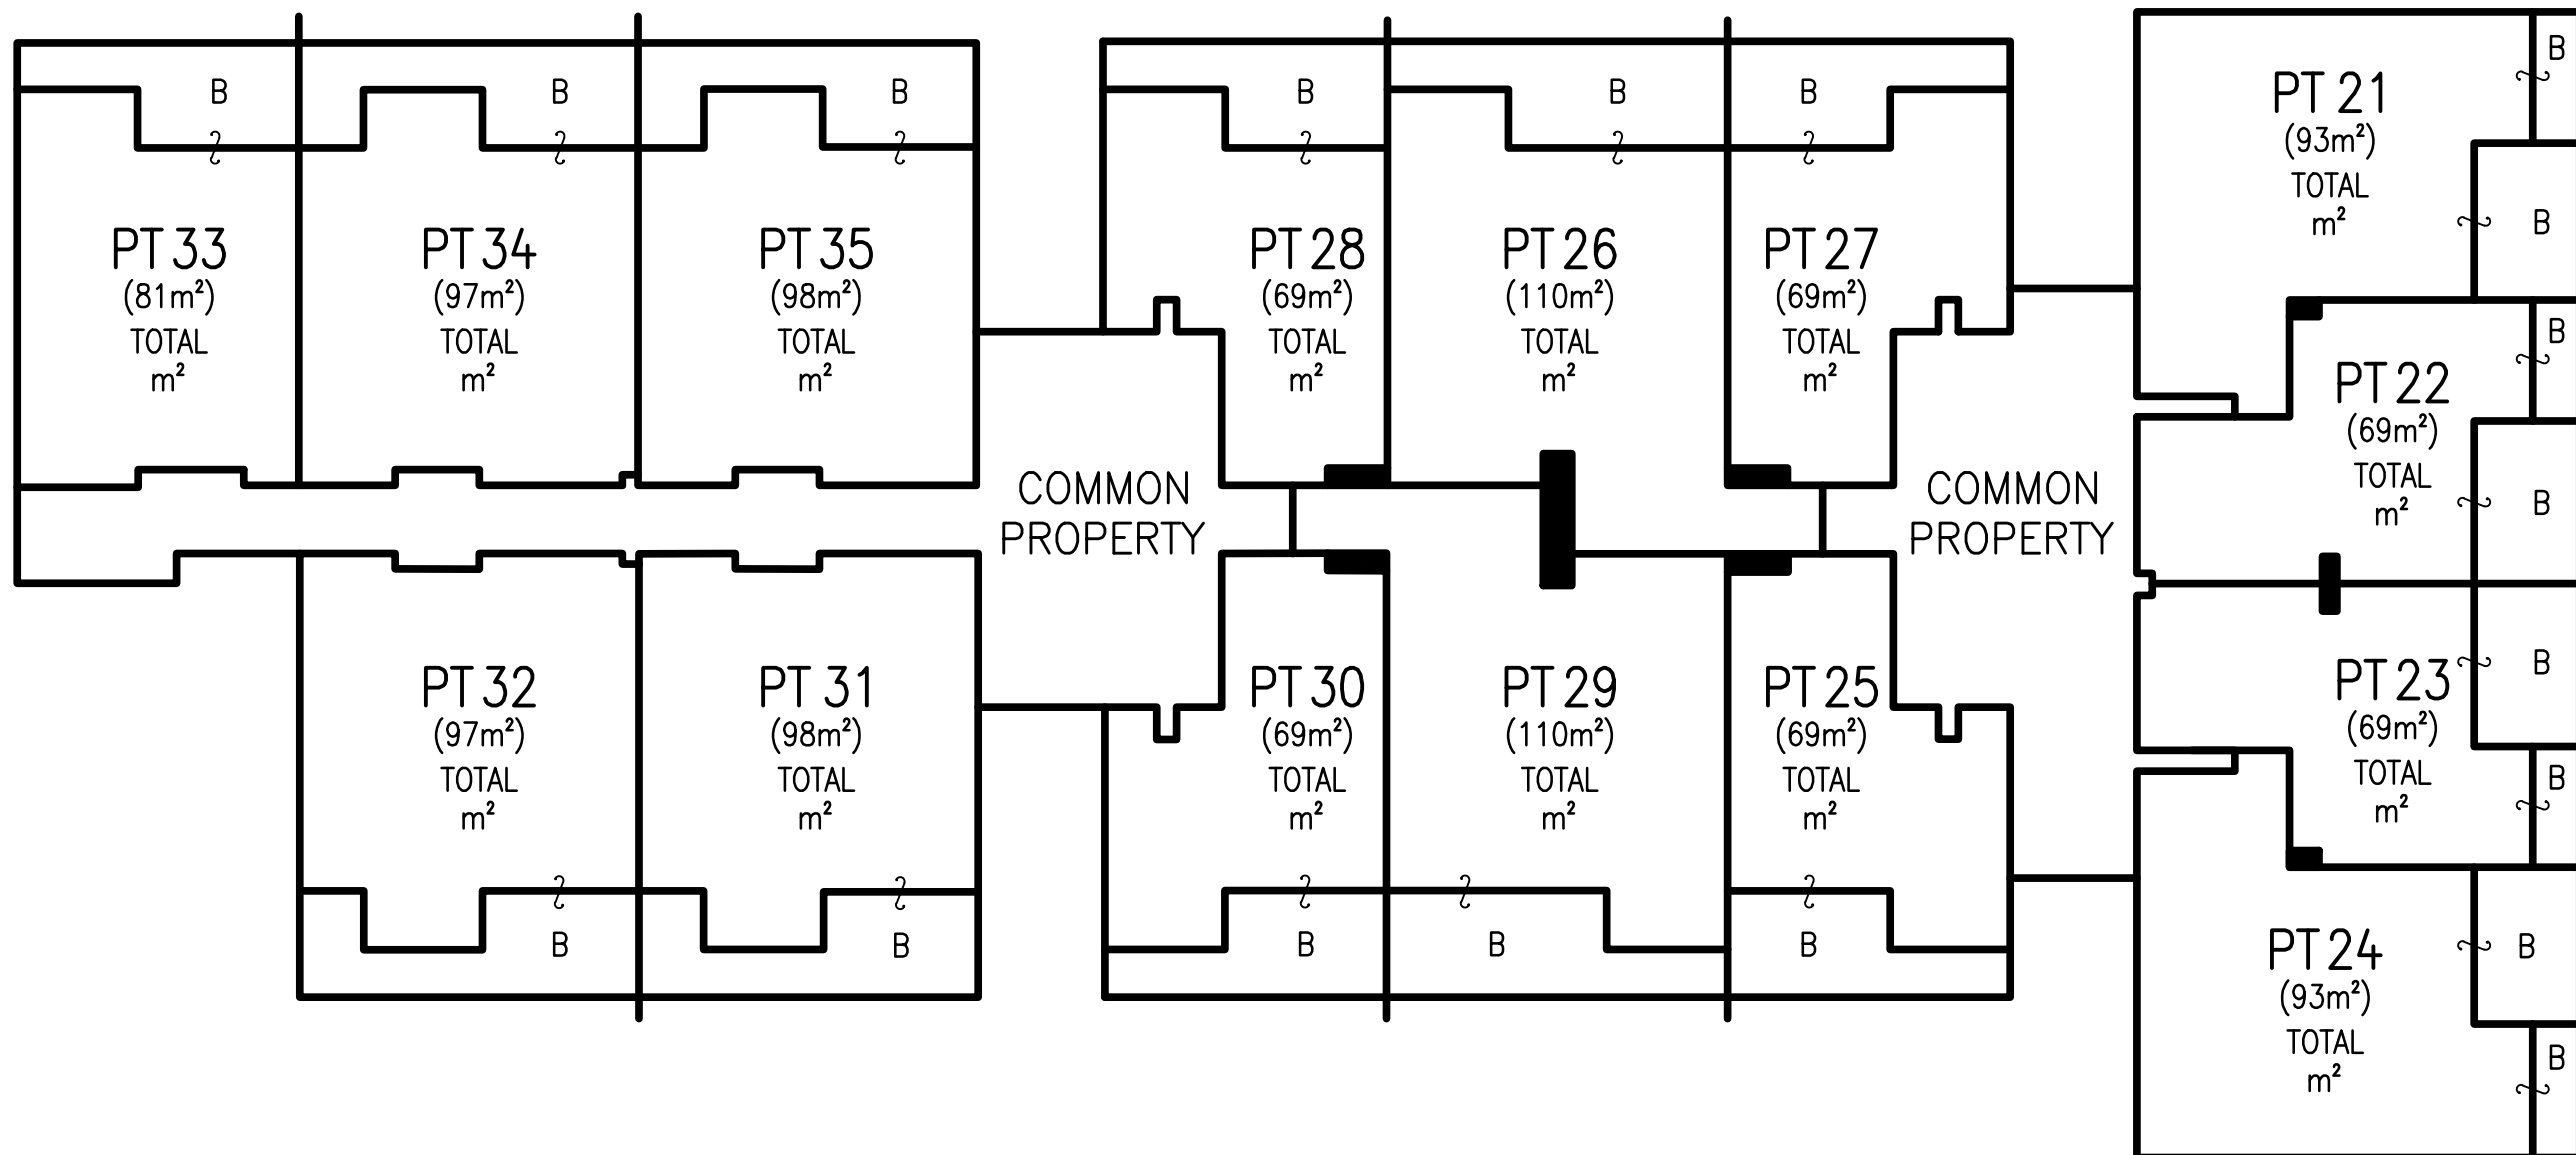 B
PT 33
(81m²)
TOTAL
m²
B
PT 34
(97m²)
TOTAL
m²
B
PT 35
(98m²)
TOTAL
m²
B
PT 28
(69m²)
TOTAL
m²
B
PT 26
(110m²)
TOTAL
m²
B
PT 27
(69m²)
TOTAL
m²
COMMON
PROPERTY
COMMON
PROPERTY
PT 32
(97m²)
TOTAL
m²
B
PT 31
(98m²)
TOTAL
m²
B
PT 30
(69m²)
TOTAL
m²
B
PT 29
(110m²)
TOTAL
m²
B
PT 25
(69m²)
TOTAL
m²
B
PT 21
(93m²)
TOTAL
m²
B
B
PT 22
(69m²)
TOTAL
m²
B
B
PT 23
(69m²)
TOTAL
m²
B
B
PT 24
(93m²)
TOTAL
m²
B
B